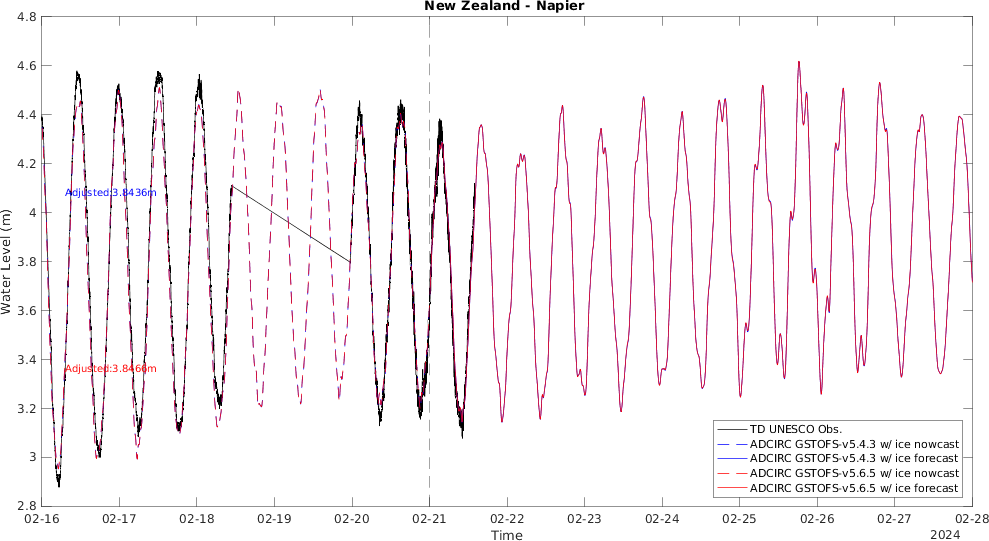 New Zealand - Napier
4.8
4.6
4.4
4.2
4
3.8
3.6
3.4
3.2
3
2.8
Water Level (m)
Adjusted:3.8436m
Adjusted:3.8466m
TD UNESCO Obs.
ADCIRC GSTOFS-v5.4.3 w/ ice nowcast
ADCIRC GSTOFS-v5.4.3 w/ ice forecast
ADCIRC GSTOFS-v5.6.5 w/ ice nowcast
ADCIRC GSTOFS-v5.6.5 w/ ice forecast
02-16 02-17 02-18 02-19 02-20 02-21 02-22 02-23 02-24 02-25 02-26 02-27 02-28
Time
2024